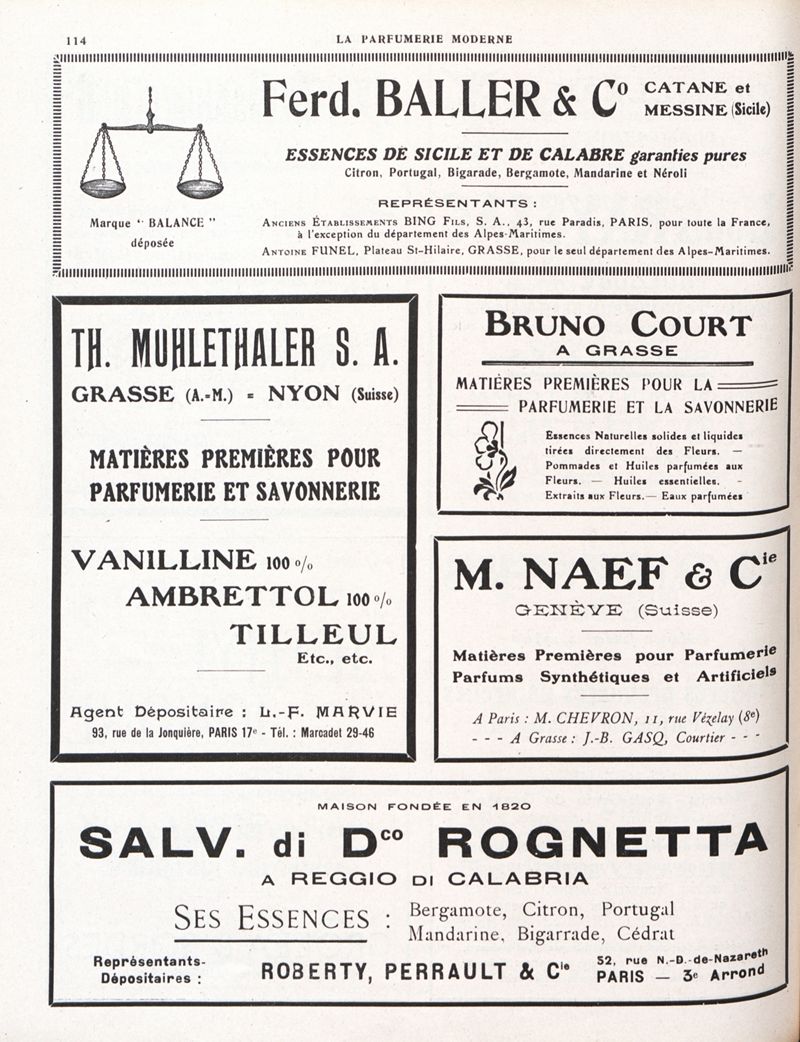 114
LA PARFUMERIE MODERNE
Ferd. BALLER & Cº CATANE et
MESSINE (Sicile)
ESSENCES DE SICILE ET DE CALABRE garanties pures
Citron, Portugal, Bigarade, Bergamote, Mandarine et Néroli
Marque “ BALANCE ”
déposée
REPRÉSENTANTS :
ANCIENS ÉTABLISSEMENTS BING FILS, S. A., 43, rue Paradis, PARIS, pour toute la France,
à l'exception du département des Alpes-Maritimes.
ANTOINE FUNEL, Plateau St-Hilaire, GRASSE, pour le seul département des Alpes-Maritimes.
TH. MUHLETHALER S. A.
GRASSE (A.=M.) = NYON (Suisse)
MATIÈRES PREMIÈRES POUR
PARFUMERIE ET SAVONNERIE
VANILLINE 100 %
AMBRETTOL 100 %
TILLEUL
Etc., etc.
Agent Dépositaire : L.-F. MARVIE
93, rue de la Jonquière, PARIS 17ᵉ - Tél. : Marcadet 29-46
BRUNO COURT
A GRASSE
MATIÉRES PREMIÈRES POUR LA
PARFUMERIE ET LA SAVONNERIE
Essences Naturelles solides et liquides
tirées directement des Fleurs. —
Pommades et Huiles parfumées aux
Fleurs. — Huiles essentielles. -
Extraits aux Fleurs. — Eaux parfumées
M. NAEF & Cie
GENÈVE (Suisse)
Matières Premières pour Parfumerie
Parfums Synthétiques et Artificiels
A Paris : M. CHEVRON, 11, rue Vézelay (8e)
- - - A Grasse : J.-B. GASQ, Courtier - - -
MAISON FONDÉE EN 1820
SALV. di Dco ROGNETTA
A REGGIO DI CALABRIA
SES ESSENCES : Bergamote, Citron, Portugal
Mandarine, Bigarrade, Cédrat
Représentants-
Dépositaires :
ROBERTY, PERRAULT & Cie
52, rue N.-D.-de-Nazareth
PARIS — 3e Arrond